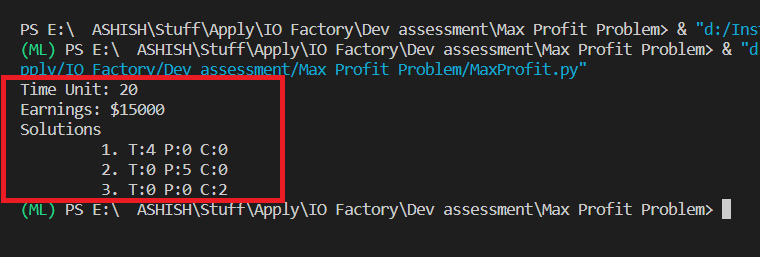 PS E:\  ASHISH\Stuff\Apply\IO Factory\Dev assessment\Max Profit Problem> & "d:/Inst
(ML) PS E:\  ASHISH\Stuff\Apply\IO Factory\Dev assessment\Max Profit Problem> & "d
pply/IO Factory/Dev assessment/Max Profit Problem/MaxProfit.py"
Time Unit: 20
Earnings: $15000
Solutions
1. T:4 P:0 C:0
2. T:0 P:5 C:0
3. T:0 P:0 C:2
(ML) PS E:\  ASHISH\Stuff\Apply\IO Factory\Dev assessment\Max Profit Problem>